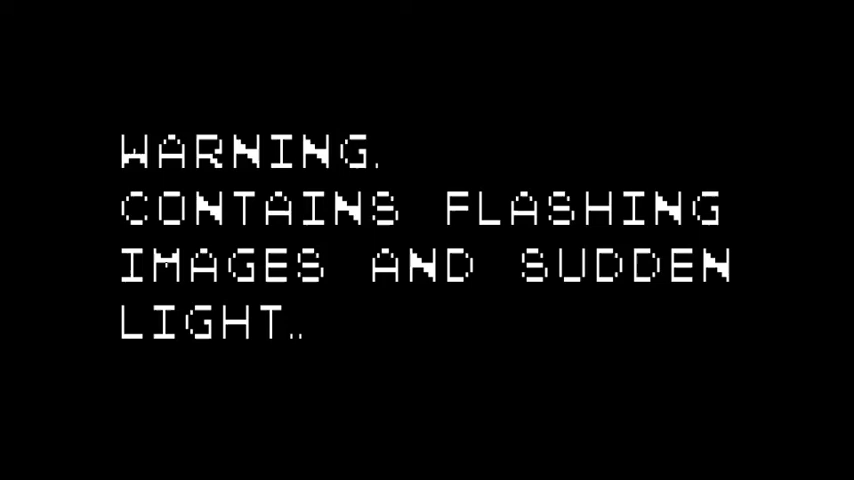 WARNING.
CONTAINS FLASHING
IMAGES AND SUDDEN
LIGHT..